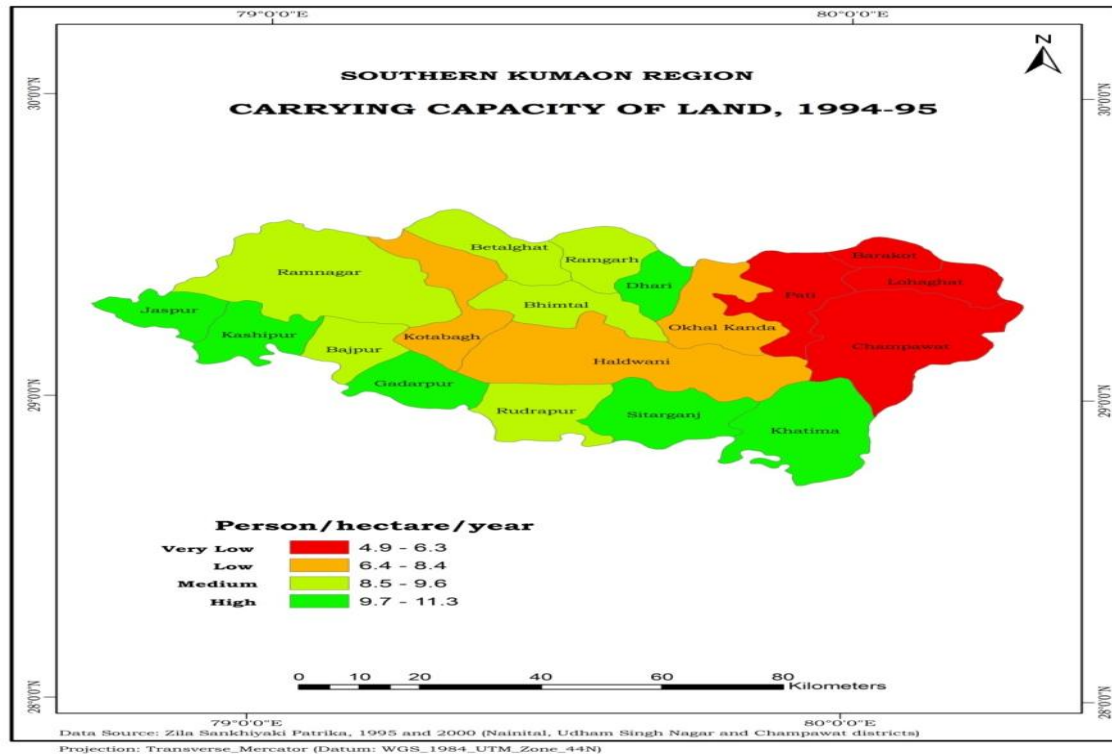 79°0'0"E 80°0'0"E
N
SOUTHERN KUMAON REGION
CARRYING CAPACITY OF LAND, 1994-95
30°0'0"N 30°0'0"N
Betalghat
Ramgarh
Barakot
Ramnagar
Dhari
Lohaghat
Pati
Jaspur
Bhimtal
Okhal Kanda
Kashipur
Kotabagh
Champawat
Bajpur
Haldwani
Gadarpur
29°0'0"N 29°0'0"N
Rudrapur
Sitarganj
Khatima
Person/hectare/year
Very Low 4.9 - 6.3
Low 6.4 - 8.4
Medium 8.5 - 9.6
High 9.7 - 11.3
0 10 20 40 60 80
Kilometers
28°0'0"N 28°0'0"N
79°0'0"E 80°0'0"E
Data Source: Zila Sankhiyaki Patrika, 1995 and 2000 (Nainital, Udham Singh Nagar and Champawat districts)
Projection: Transverse_Mercator (Datum: WGS_1984_UTM_Zone_44N)